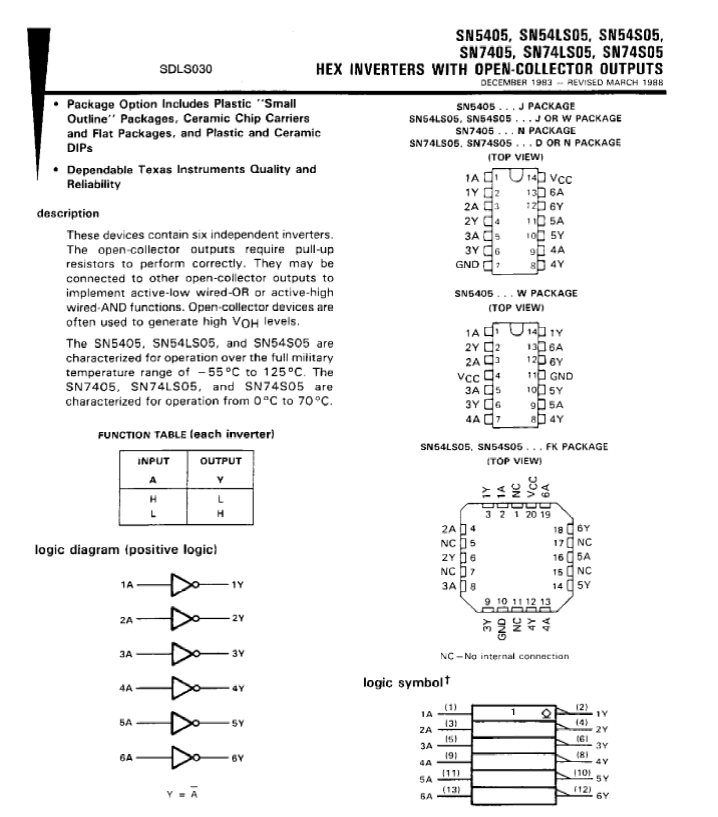 SN5405, SN54LS05, SN54S05,
SN7405, SN74LS05, SN74S05
SDLS030
HEX INVERTERS WITH OPEN-COLLECTOR OUTPUTS
DECEMBER 1983 – REVISED MARCH 1988
• Package Option Includes Plastic "Small
Outline" Packages, Ceramic Chip Carriers
and Flat Packages, and Plastic and Ceramic
DIPs
• Dependable Texas Instruments Quality and
Reliability
description
These devices contain six independent inverters.
The open-collector outputs require pull-up
resistors to perform correctly. They may be
connected to other open-collector outputs to
implement active-low wired-OR or active-high
wired-AND functions. Open-collector devices are
often used to generate high VOH levels.
The SN5405, SN54LS05, and SN54S05 are
characterized for operation over the full military
temperature range of −55°C to 125°C. The
SN7405, SN74LS05, and SN74S05 are
characterized for operation from 0°C to 70°C.
FUNCTION TABLE (each inverter)
INPUT OUTPUT
A Y
H L
L H
logic diagram (positive logic)
1A 1Y
2A 2Y
3A 3Y
4A 4Y
5A 5Y
6A 6Y
Y = A̅
SN5405 . . . J PACKAGE
SN54LS05, SN54S05 . . . J OR W PACKAGE
SN7405 . . . N PACKAGE
SN74LS05, SN74S05 . . . D OR N PACKAGE
(TOP VIEW)
1A 1 14 VCC
1Y 2 13 6A
2A 3 12 6Y
2Y 4 11 5A
3A 5 10 5Y
3Y 6 9 4A
GND 7 8 4Y
SN5405 . . . W PACKAGE
(TOP VIEW)
1A 1 14 1Y
2Y 2 13 6A
2A 3 12 6Y
VCC 4 11 GND
3A 5 10 5Y
3Y 6 9 5A
4A 7 8 4Y
SN54LS05, SN54S05 . . . FK PACKAGE
(TOP VIEW)
1Y 1A NC VCC 6A
3 2 1 20 19
2A 4 18 6Y
NC 5 17 NC
2Y 6 16 5A
NC 7 15 NC
3A 8 14 5Y
9 10 11 12 13
3Y GND NC 4Y 4A
NC – No internal connection
logic symbol†
1A (1) 1 (2) 1Y
2A (3) (4) 2Y
3A (5) (6) 3Y
4A (9) (8) 4Y
5A (11) (10) 5Y
6A (13) (12) 6Y